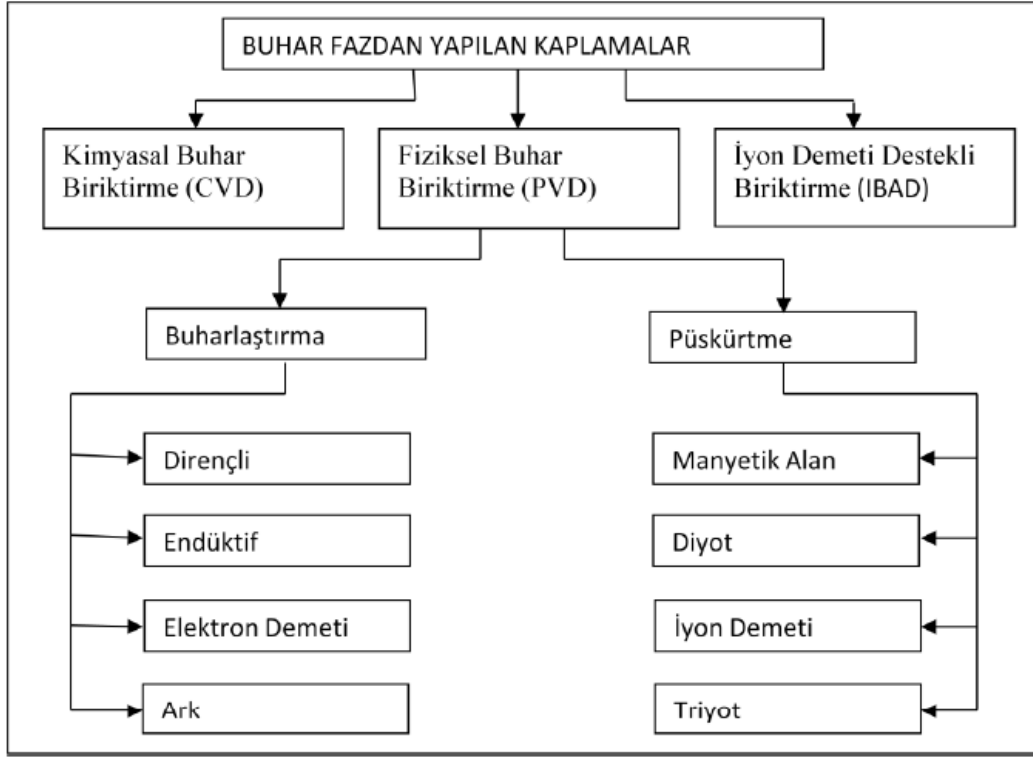 BUHAR FAZDAN YAPILAN KAPLAMALAR
Kimyasal Buhar
Biriktirme (CVD)
Fiziksel Buhar
Biriktirme (PVD)
İyon Demeti Destekli
Biriktirme (IBAD)
Buharlaştırma
Püskürtme
Dirençli
Endüktif
Elektron Demeti
Ark
Manyetik Alan
Diyot
İyon Demeti
Triyot